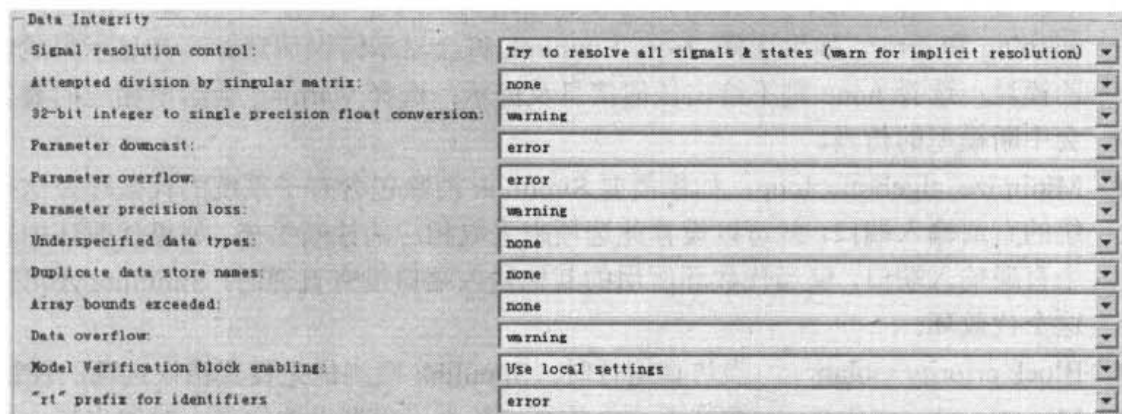 Data Integrity
Signal resolution control: Try to resolve all signals & states (warn for implicit resolution)
Attempted division by singular matrix: none
32-bit integer to single precision float conversion: warning
Parameter downcast: error
Parameter overflow: error
Parameter precision loss: warning
Underspecified data types: none
Duplicate data store names: none
Array bounds exceeded: none
Data overflow: warning
Model Verification block enabling: Use local settings
"rt" prefix for identifiers error